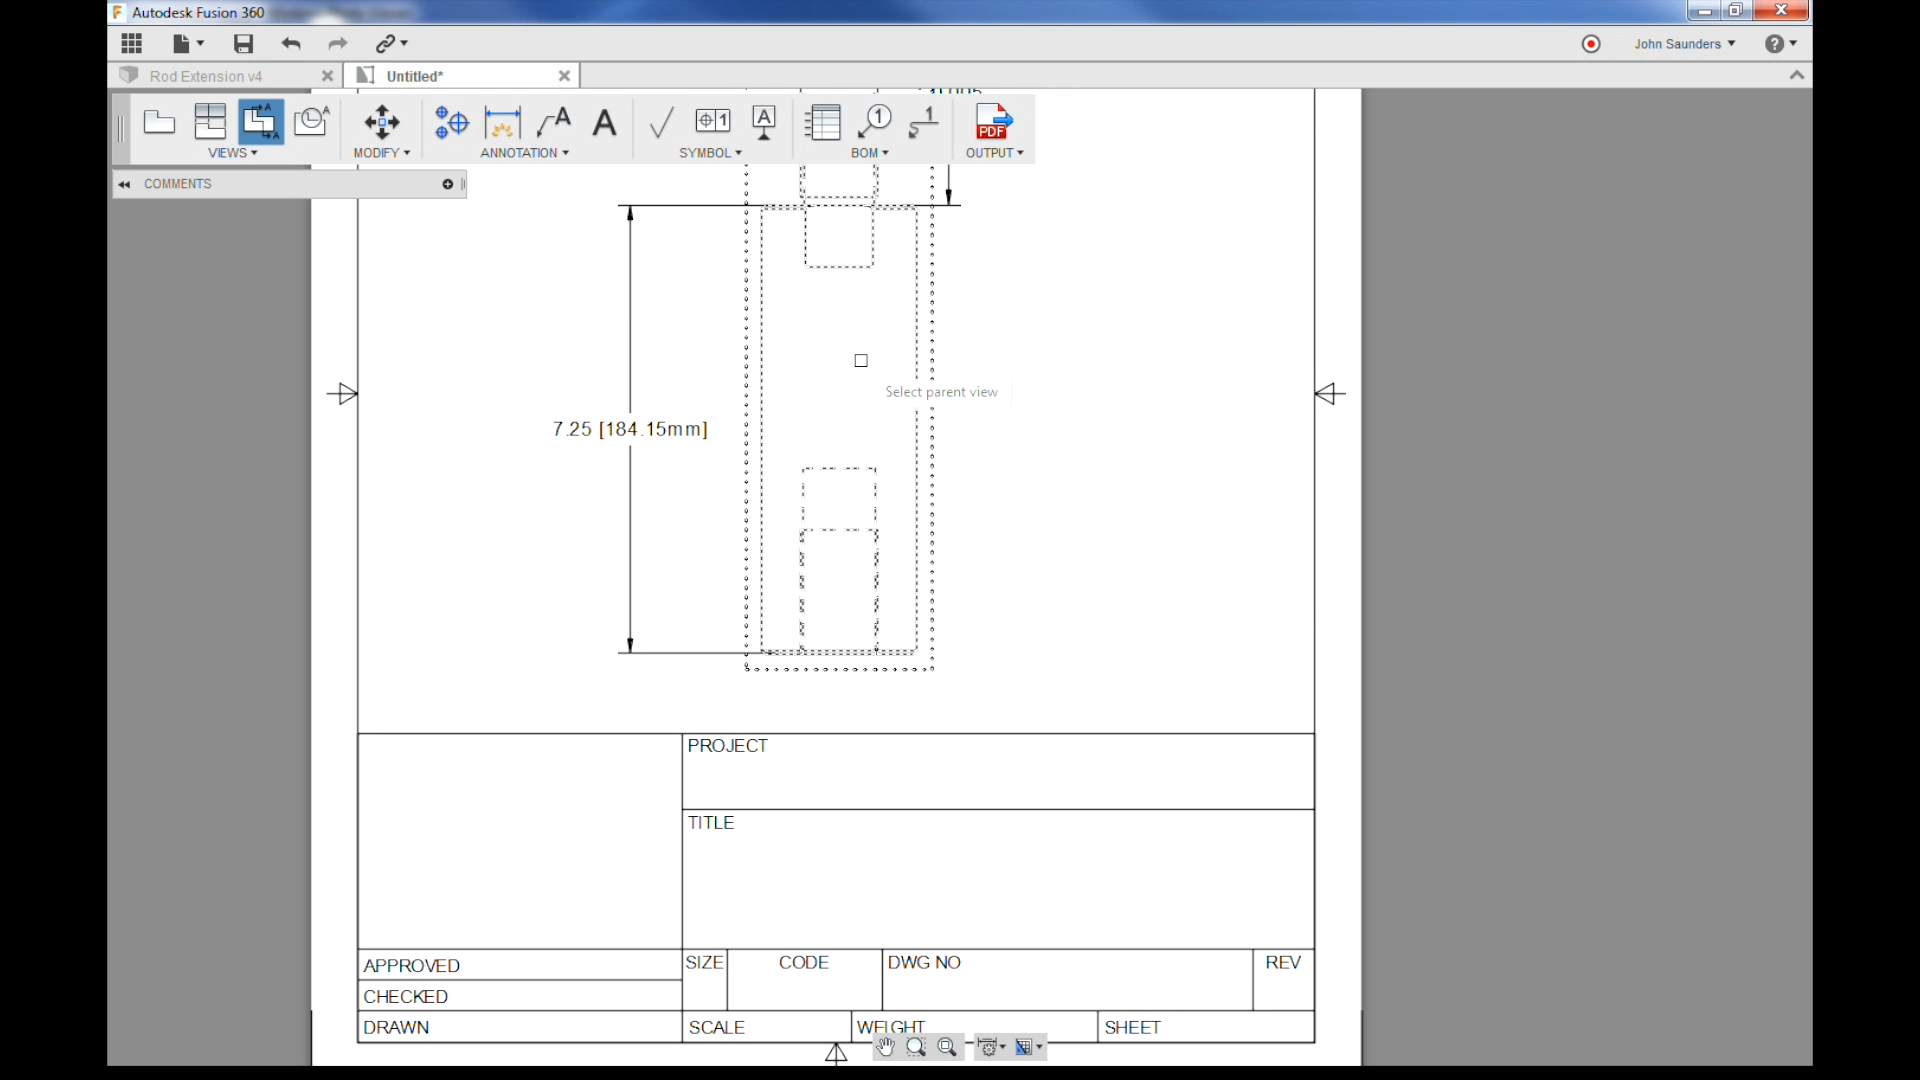 Autodesk Fusion 360
John Saunders
Rod Extension v4
Untitled*
VIEWS
MODIFY
ANNOTATION
SYMBOL
BOM
OUTPUT
PDF
COMMENTS
Select parent view
7.25 [184.15mm]
PROJECT
TITLE
APPROVED
SIZE
CODE
DWG NO
REV
CHECKED
DRAWN
SCALE
WEIGHT
SHEET